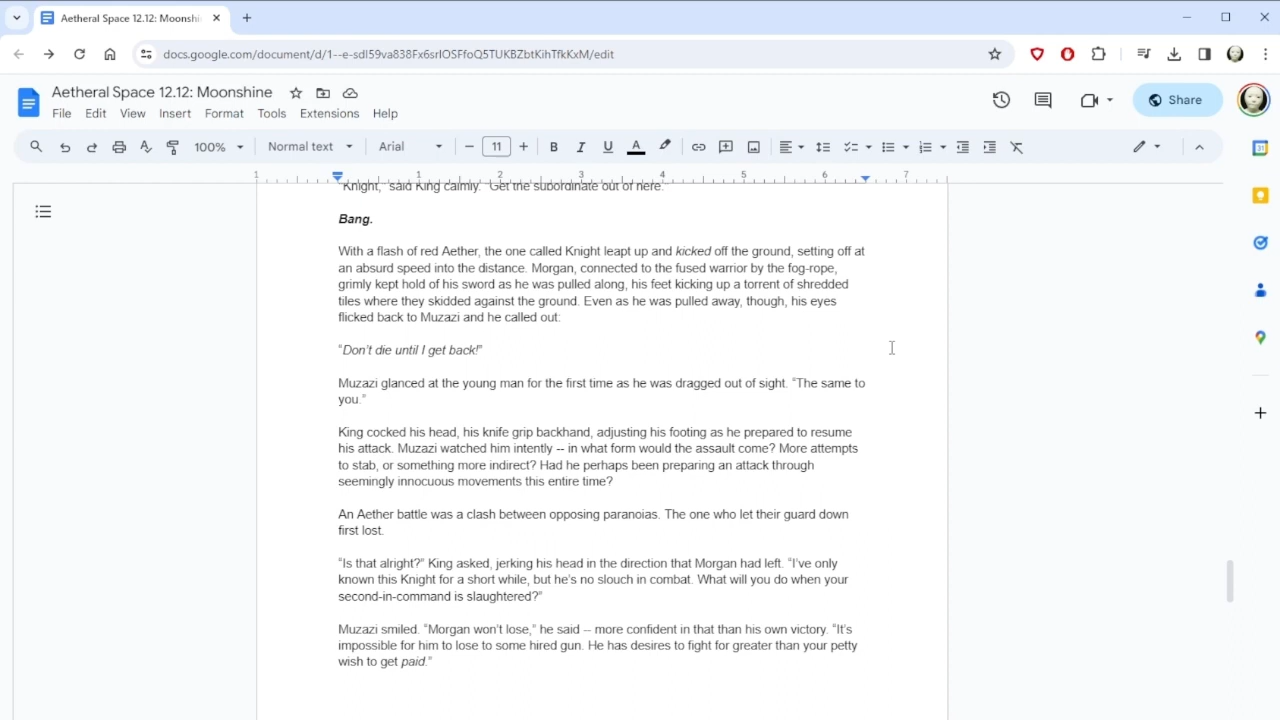 Aetheral Space 12.12: Moonshi
docs.google.com/document/d/1--e-sdl59va838Fx6srlOSFfoQ5TUKBZbtKihTfkKxM/edit
Aetheral Space 12.12: Moonshine
File Edit View Insert Format Tools Extensions Help
Share
100% Normal text Arial 11 B I U A
1 1 2 3 4 5 6 7
"Knight," said King calmly. "Get the subordinate out of here."
Bang.
With a flash of red Aether, the one called Knight leapt up and kicked off the ground, setting off at
an absurd speed into the distance. Morgan, connected to the fused warrior by the fog-rope,
grimly kept hold of his sword as he was pulled along, his feet kicking up a torrent of shredded
tiles where they skidded against the ground. Even as he was pulled away, though, his eyes
flicked back to Muzazi and he called out:
"Don't die until I get back!"
Muzazi glanced at the young man for the first time as he was dragged out of sight. "The same to
you."
King cocked his head, his knife grip backhand, adjusting his footing as he prepared to resume
his attack. Muzazi watched him intently -- in what form would the assault come? More attempts
to stab, or something more indirect? Had he perhaps been preparing an attack through
seemingly innocuous movements this entire time?
An Aether battle was a clash between opposing paranoias. The one who let their guard down
first lost.
"Is that alright?" King asked, jerking his head in the direction that Morgan had left. "I've only
known this Knight for a short while, but he's no slouch in combat. What will you do when your
second-in-command is slaughtered?"
Muzazi smiled. "Morgan won't lose," he said -- more confident in that than his own victory. "It's
impossible for him to lose to some hired gun. He has desires to fight for greater than your petty
wish to get paid."